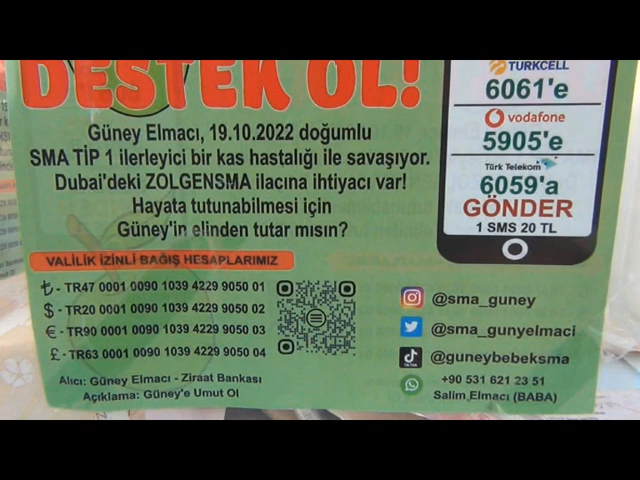 DESTEK OL!
Güney Elmacı, 19.10.2022 doğumlu
SMA TİP 1 ilerleyici bir kas hastalığı ile savaşıyor.
Dubai'deki ZOLGENSMA ilacına ihtiyacı var!
Hayata tutunabilmesi için
Güney'in elinden tutar mısın?
TURKCELL
6061'e
vodafone
5905'e
Türk Telekom
6059'a
GÖNDER
1 SMS 20 TL
VALİLİK İZİNLİ BAĞIŞ HESAPLARIMIZ
₺ - TR47 0001 0090 1039 4229 9050 01
$ - TR20 0001 0090 1039 4229 9050 02
€ - TR90 0001 0090 1039 4229 9050 03
£ - TR63 0001 0090 1039 4229 9050 04
Alıcı: Güney Elmacı - Ziraat Bankası
Açıklama: Güney'e Umut Ol
@sma_guney
@sma_gunyelmaci
@guneybebeksma
+90 531 621 23 51
Salim Elmacı (BABA)